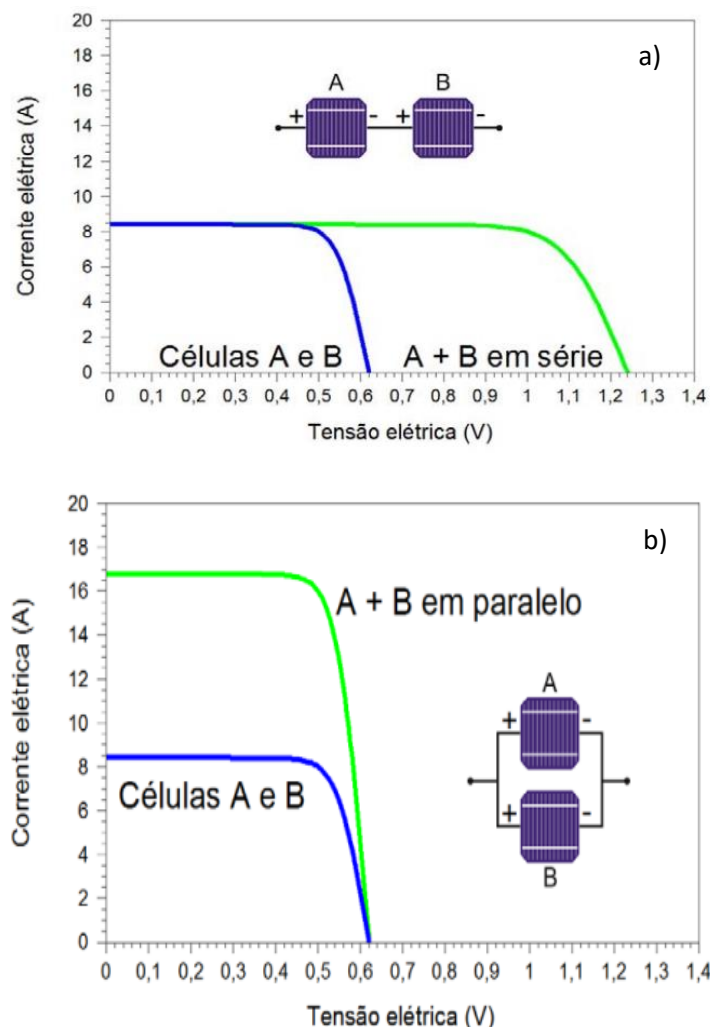 a)
A B
+ - + -
Corrente elétrica (A)
20
18
16
14
12
10
8
6
4
2
0
Células A e B A + B em série
0 0,1 0,2 0,3 0,4 0,5 0,6 0,7 0,8 0,9 1 1,1 1,2 1,3 1,4
Tensão elétrica (V)
b)
Corrente elétrica (A)
20
18
16
14
12
10
8
6
4
2
0
A + B em paralelo
Células A e B
A
+ -
+ -
B
0 0,1 0,2 0,3 0,4 0,5 0,6 0,7 0,8 0,9 1 1,1 1,2 1,3 1,4
Tensão elétrica (V)